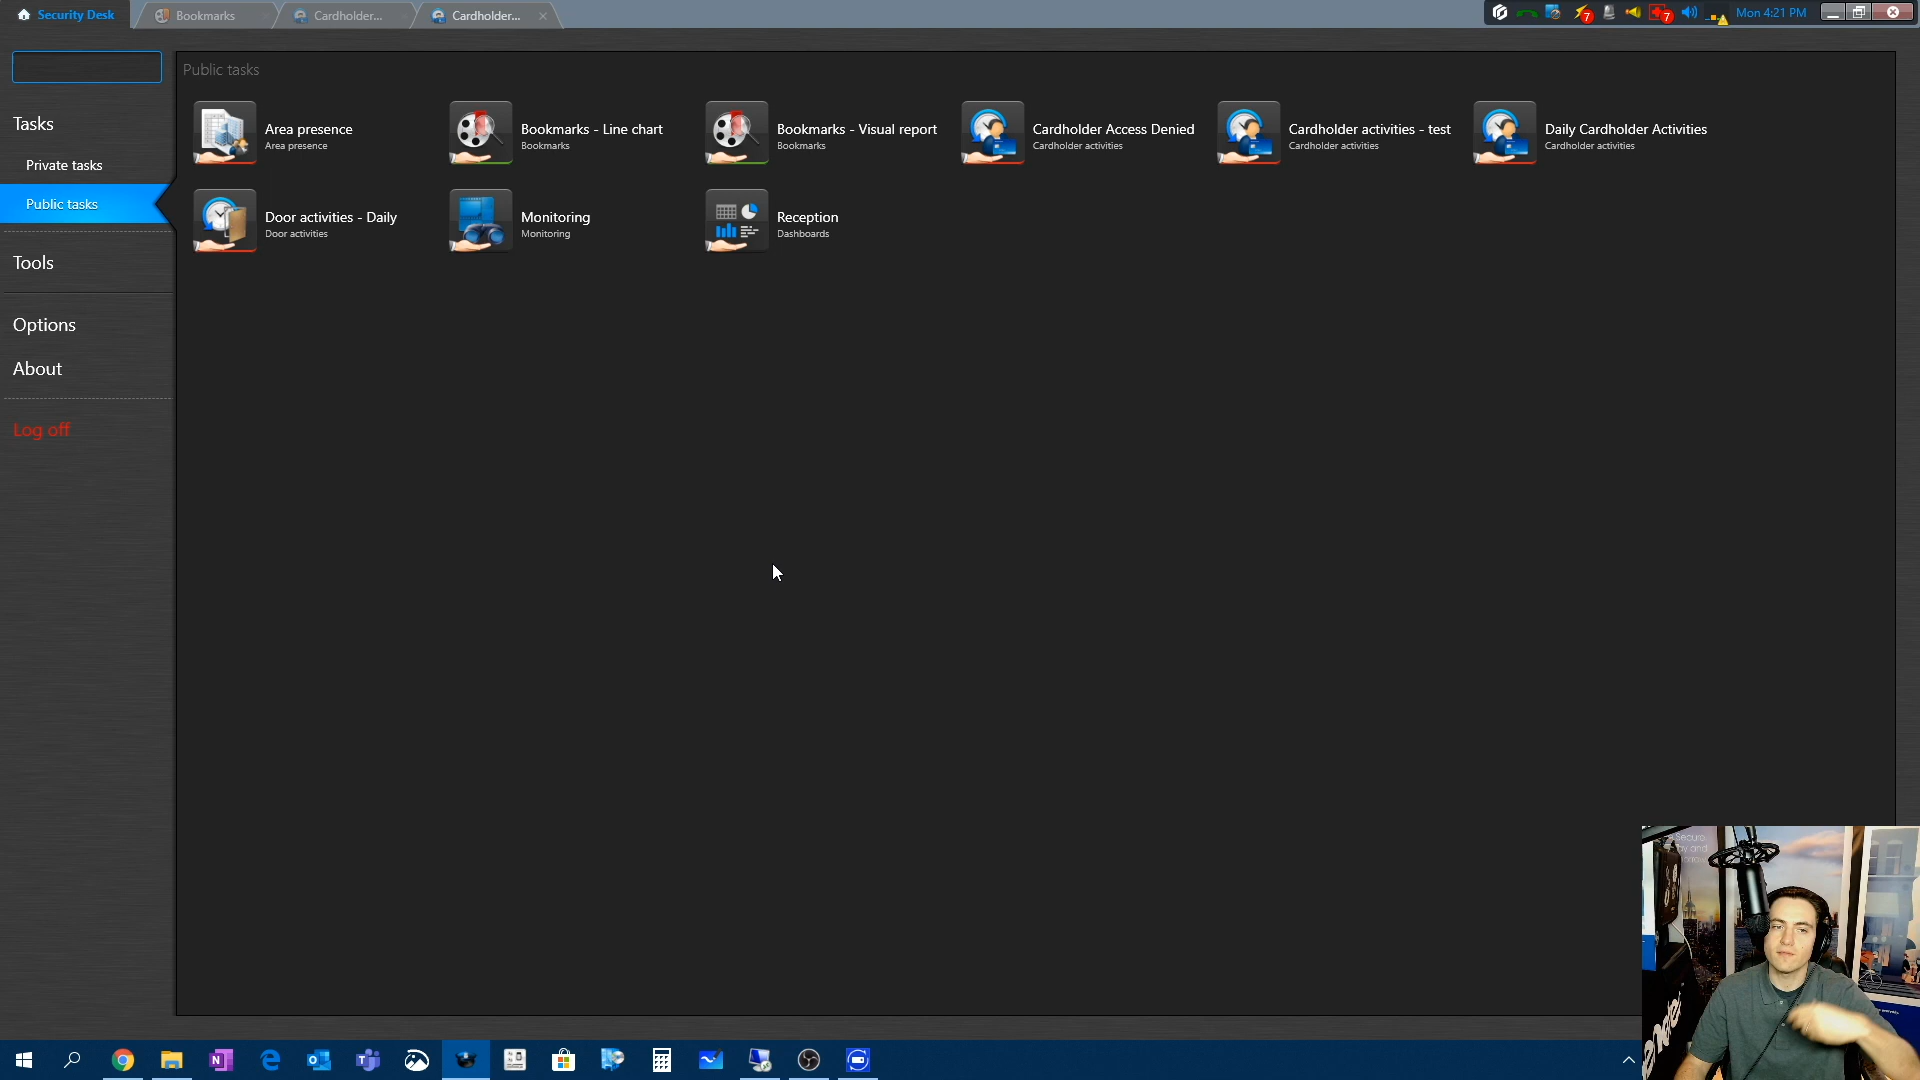 Security Desk
Bookmarks
Cardholder...
Cardholder...
7
7
Mon 4:21 PM
Public tasks
Tasks
Private tasks
Public tasks
Tools
Options
About
Log off
Area presence
Area presence
Bookmarks - Line chart
Bookmarks
Bookmarks - Visual report
Bookmarks
Cardholder Access Denied
Cardholder activities
Cardholder activities - test
Cardholder activities
Daily Cardholder Activities
Cardholder activities
Door activities - Daily
Door activities
Monitoring
Monitoring
Reception
Dashboards